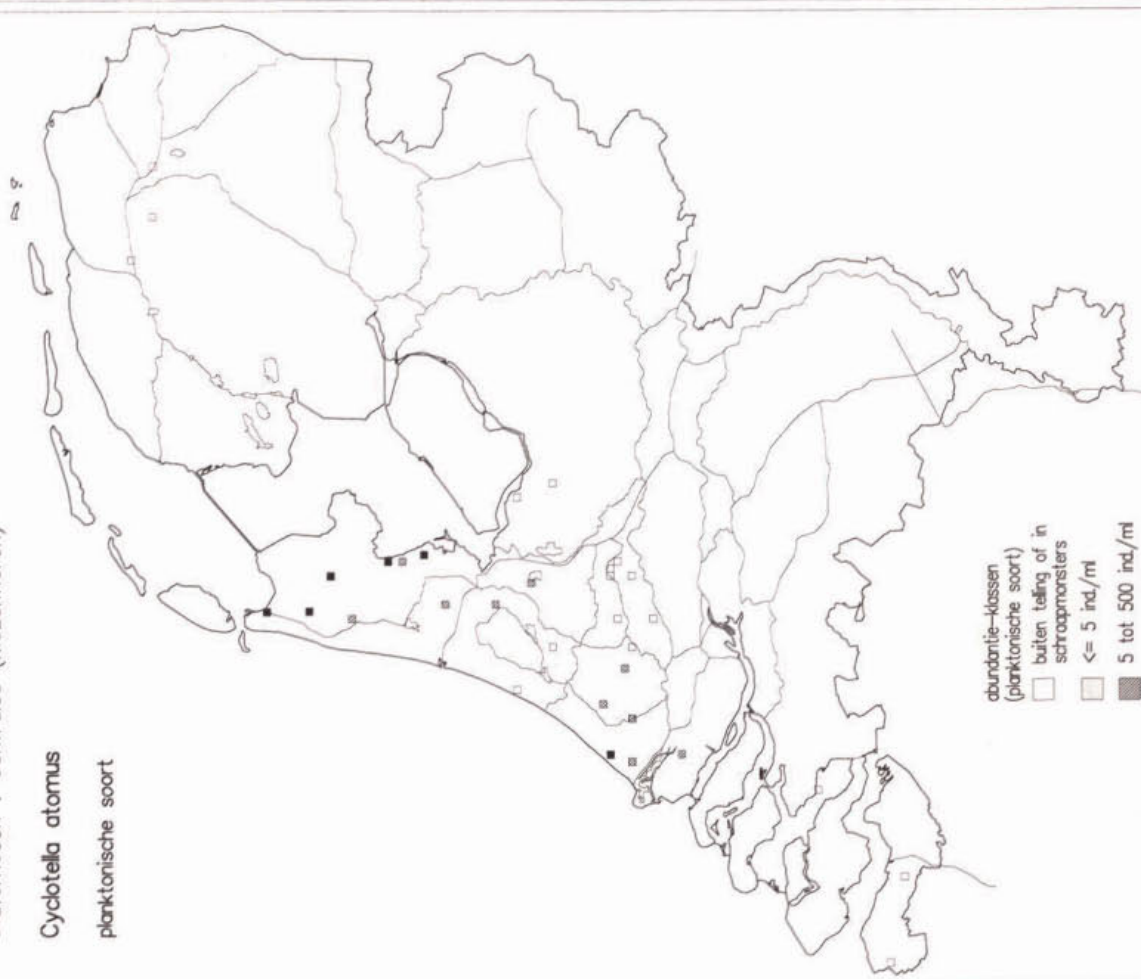 Cyclotella atomus
planktonische soort
abundantie-klassen
(planktonische soort)
buiten telling of in
schraapmonsters
<= 5 ind./ml
5 tot 500 ind./ml